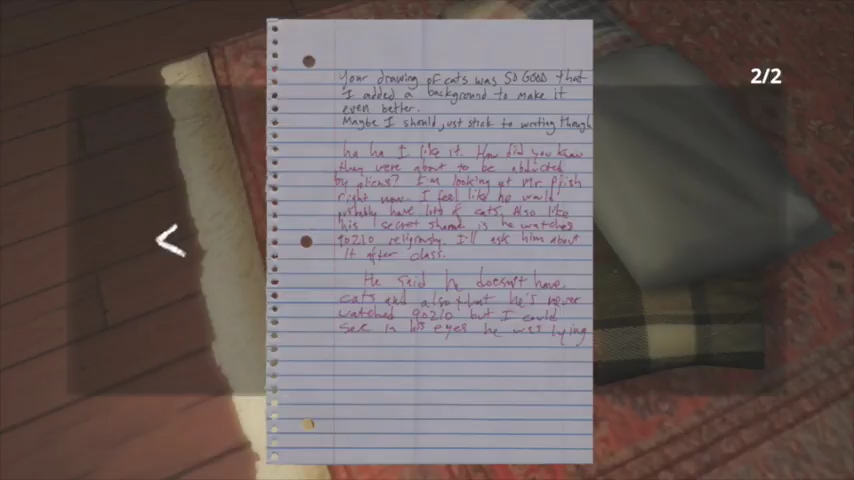 2/2
Your drawing of cats was SO GOOD that
I added a background to make it
even better.
Maybe I should just stick to writing though
ha ha I like it. How did you know
they were about to be abducted
by aliens? I'm looking at Mr. Pjish
right now. I feel like he would
probably have lots of cats. Also like
his secret shame is he watches
90210 religiously. I'll ask him about
it after class.
He said he doesn't have
cats and also that he's never
watched 90210 but I could
see in his eyes he was lying